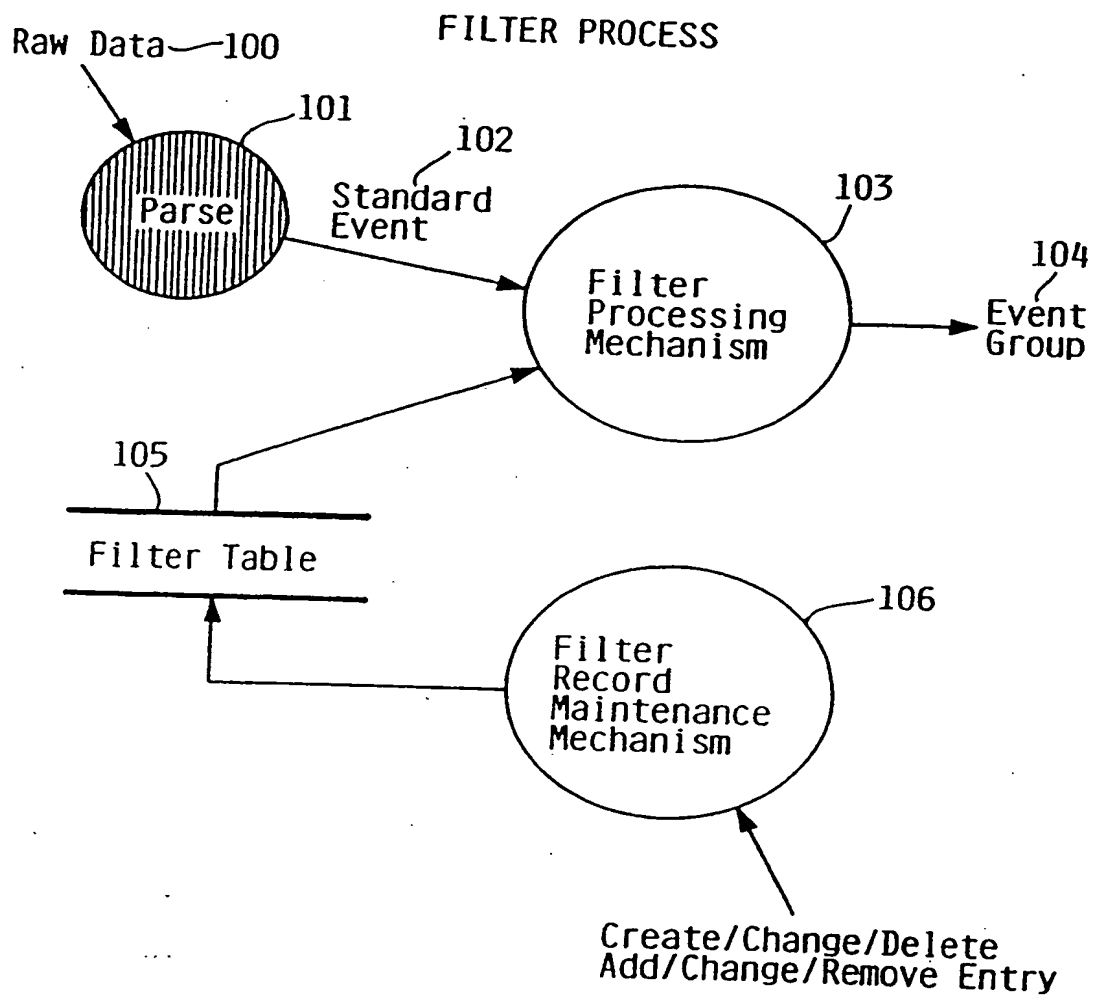 FILTER PROCESS
Raw Data 100
101
Parse
102
Standard
Event
103
Filter
Processing
Mechanism
104
Event
Group
105
Filter Table
106
Filter
Record
Maintenance
Mechanism
Create/Change/Delete
Add/Change/Remove Entry